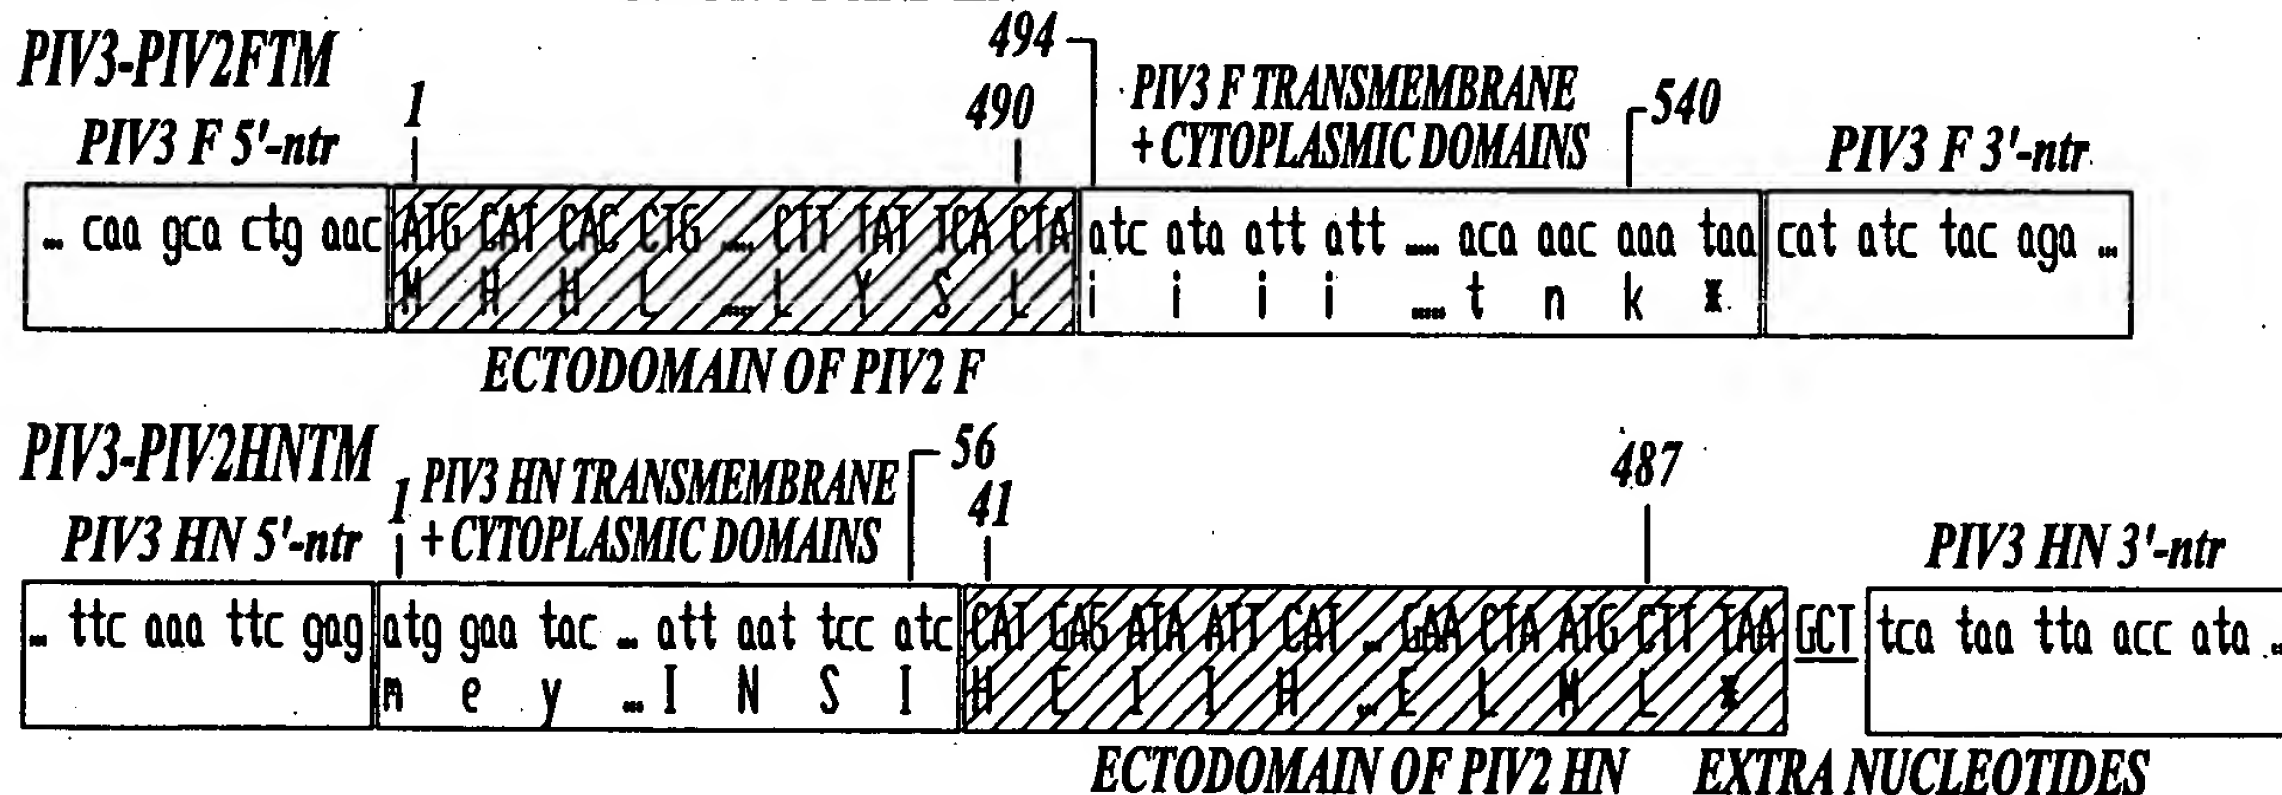 PIV3-PIV2FTM
PIV3 F 5'-ntr
1
490
494
PIV3 F TRANSMEMBRANE
+ CYTOPLASMIC DOMAINS
540
PIV3 F 3'-ntr
... caa gca ctg aac ATG CAT CAC CTG ..... CTT TAT TCA CTA atc ata att att ..... aca aac aaa taa cat atc tac aga ...
M H H L ..... L Y S L i i i i ..... t n k *
ECTODOMAIN OF PIV2 F
PIV3-PIV2HNTM
PIV3 HN 5'-ntr
1
PIV3 HN TRANSMEMBRANE
+ CYTOPLASMIC DOMAINS
56
41
487
PIV3 HN 3'-ntr
... ttc aaa ttc gag atg gaa tac ... att aat tcc atc CAT GAG ATA ATT CAT ... GAA CTA ATG CTT TAA GCT tca taa tta acc ata ...
m e y ... I N S I H E I I H ... E L M L *
ECTODOMAIN OF PIV2 HN
EXTRA NUCLEOTIDES